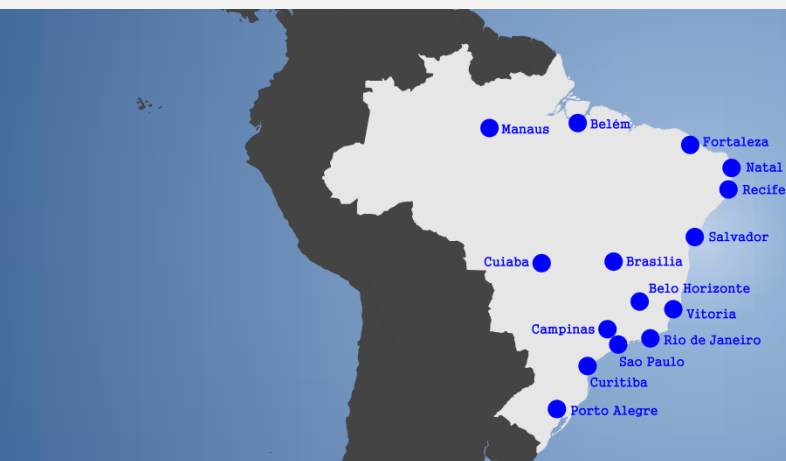 Manaus
Belém
Fortaleza
Natal
Recife
Salvador
Cuiaba
Brasilia
Belo Horizonte
Vitoria
Campinas
Rio de Janeiro
Sao Paulo
Curitiba
Porto Alegre